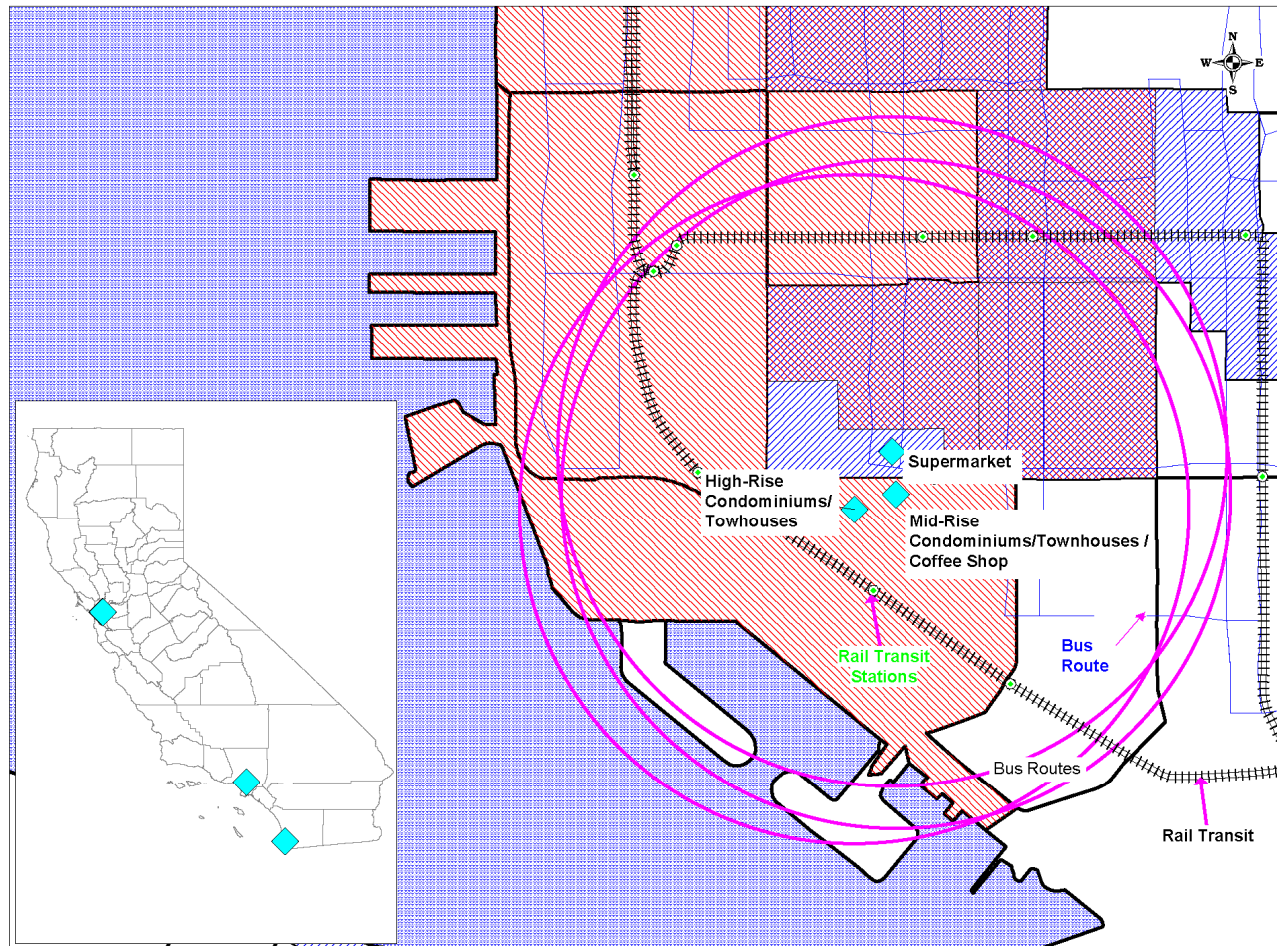 N
W E
S
Supermarket
High-Rise
Condominiums/
Towhouses
Mid-Rise
Condominiums/Townhouses /
Coffee Shop
Rail Transit
Stations
Bus
Route
Bus Routes
Rail Transit